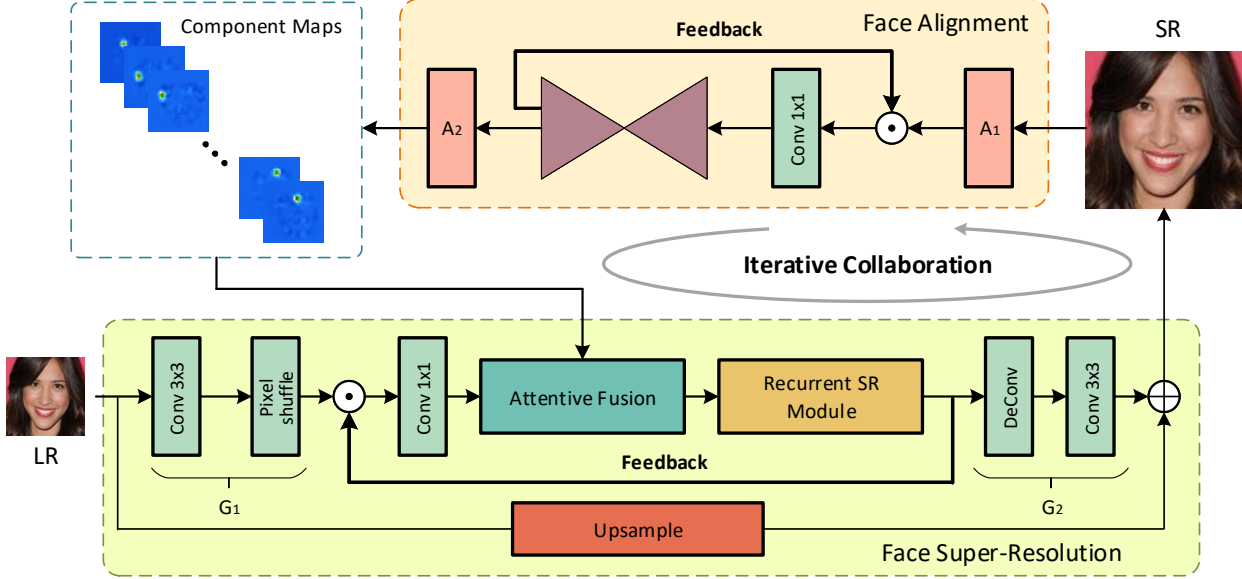 Component Maps
Feedback
Face Alignment
SR
A2
Conv 1x1
A1
Iterative Collaboration
LR
Conv 3x3
Pixel
shuffle
Conv 1x1
Attentive Fusion
Recurrent SR
Module
DeConv
Conv 3x3
Feedback
G1
G2
Upsample
Face Super-Resolution